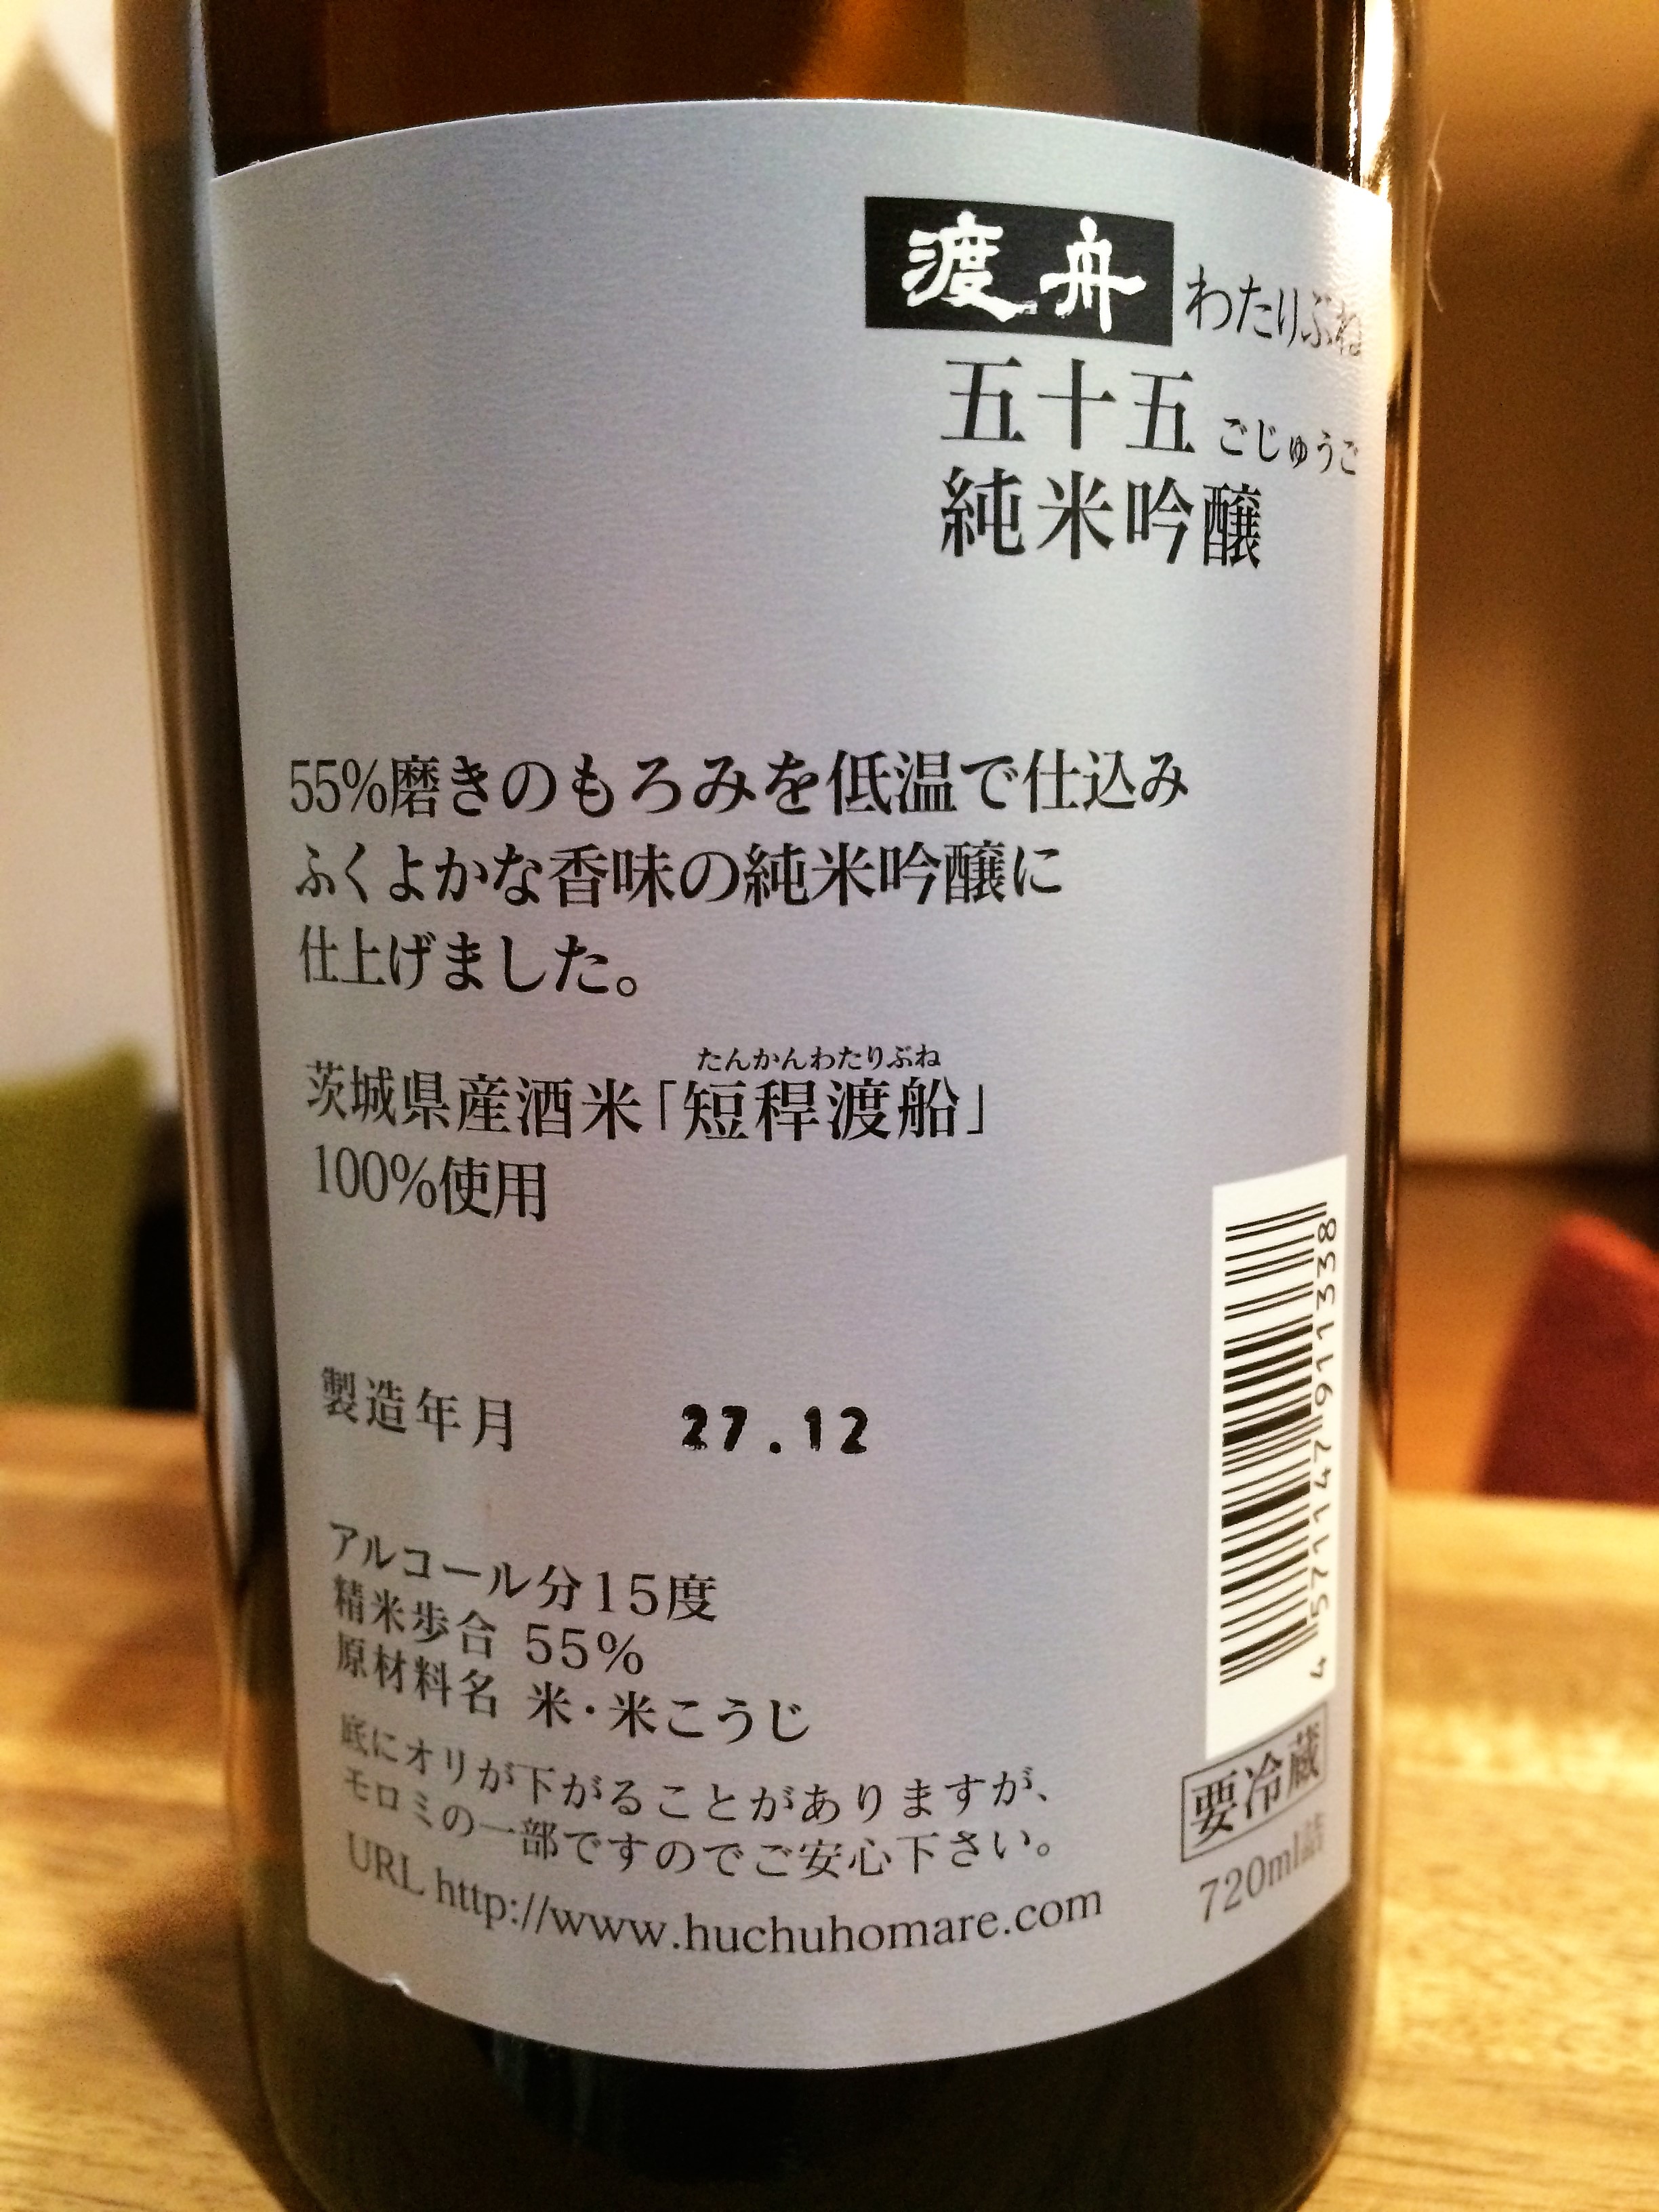 渡舟 わたりぶね
五十五 ごじゅうご
純米吟醸
55%磨きのもろみを低温で仕込み
ふくよかな香味の純米吟醸に
仕上げました。
たんかんわたりぶね
茨城県産酒米「短稈渡船」
100%使用
製造年月 27.12
アルコール分15度
精米歩合 55%
原材料名 米・米こうじ
底にオリが下がることがありますが、
モロミの一部ですのでご安心下さい。
URL http://www.huchuhomare.com
4571147911338
要冷蔵
720ml詰